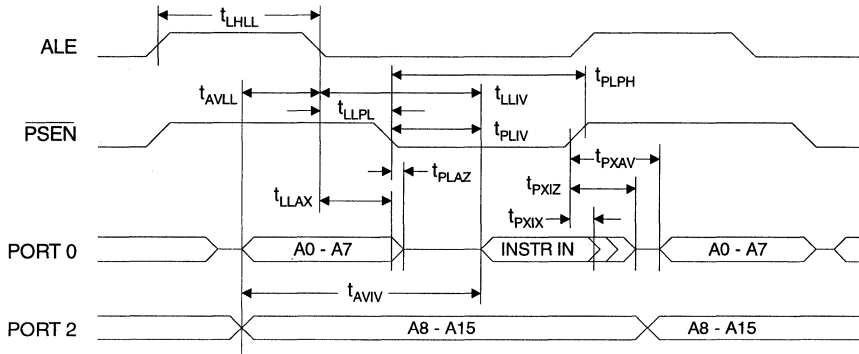 ALE
tLHLL
tAVLL
tLLPL
tLLIV
tPLPH
PSEN
tPLIV
tPXAV
tPLAZ
tPXIZ
tLLAX
tPXIX
PORT 0
A0 - A7
INSTR IN
A0 - A7
tAVIV
PORT 2
A8 - A15
A8 - A15